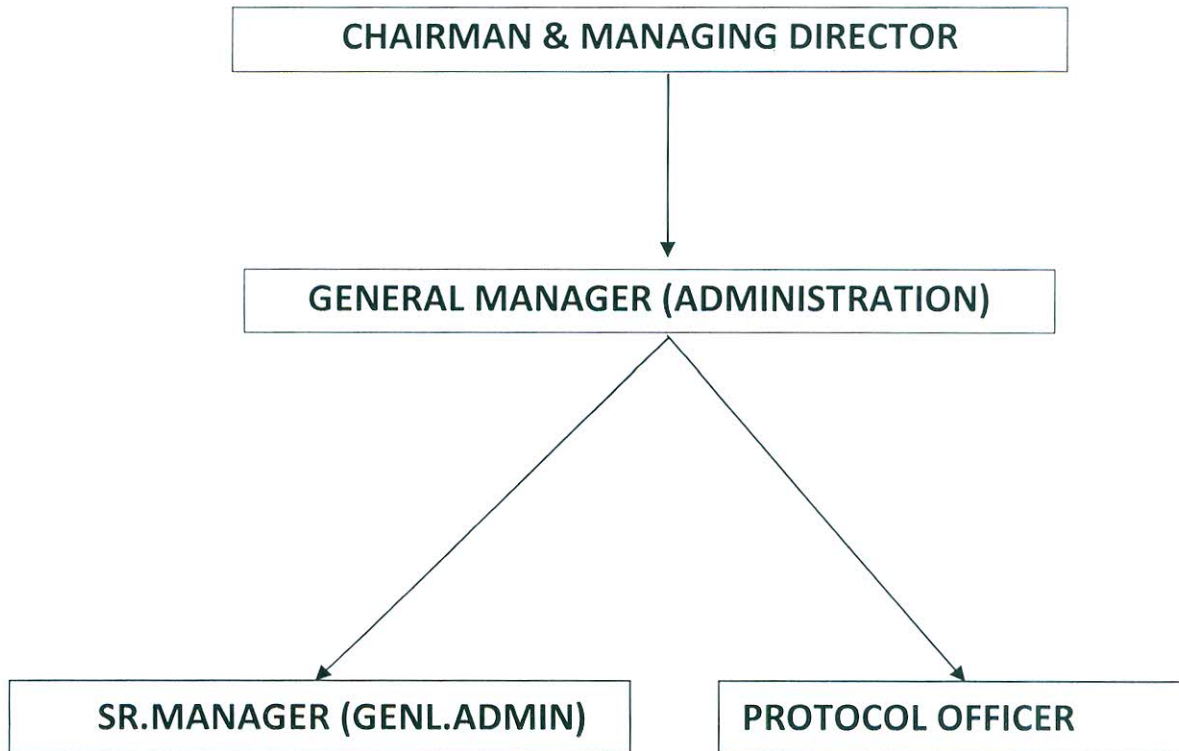 CHAIRMAN & MANAGING DIRECTOR
GENERAL MANAGER (ADMINISTRATION)
SR.MANAGER (GENL.ADMIN)
PROTOCOL OFFICER